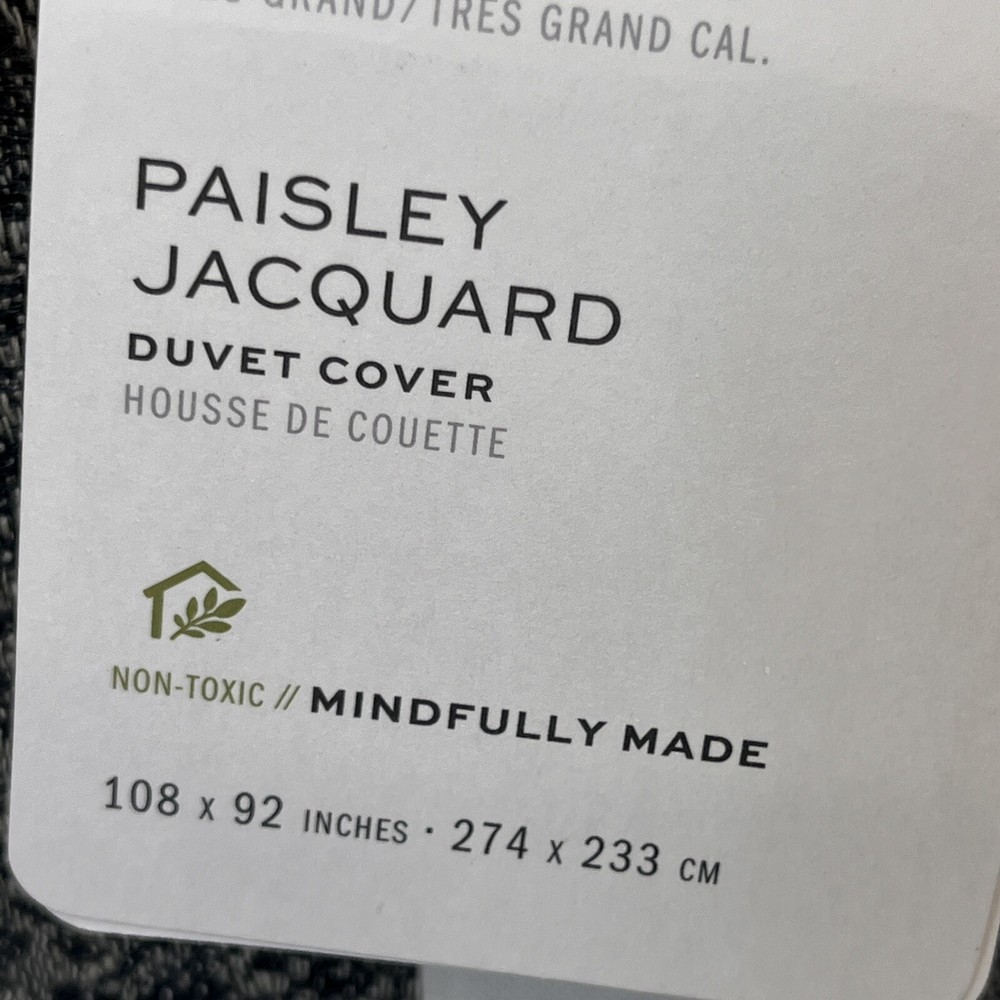 GRAND/TRÈS GRAND CAL.
PAISLEY
JACQUARD
DUVET COVER
HOUSSE DE COUETTE
NON-TOXIC // MINDFULLY MADE
108 x 92 INCHES · 274 x 233 CM